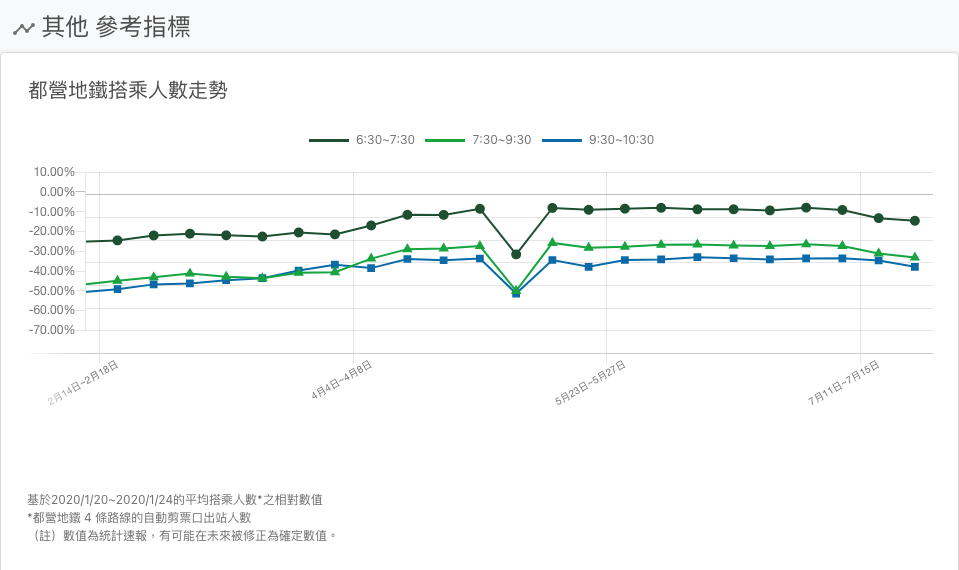 其他 參考指標
都營地鐵搭乘人數走勢
6:30~7:30 7:30~9:30 9:30~10:30
10.00%
0.00%
-10.00%
-20.00%
-30.00%
-40.00%
-50.00%
-60.00%
-70.00%
2月14日~2月18日
4月4日~4月8日
5月23日~5月27日
7月11日~7月15日
基於2020/1/20~2020/1/24的平均搭乘人數*之相對數值
*都營地鐵 4 條路線的自動剪票口出站人數
（註）數值為統計速報，有可能在未來被修正為確定數值。